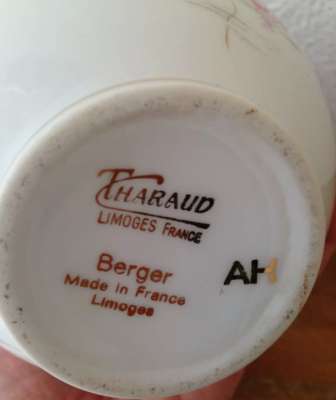 THARAUD
LIMOGES FRANCE
Berger
Made in France
Limoges
AH